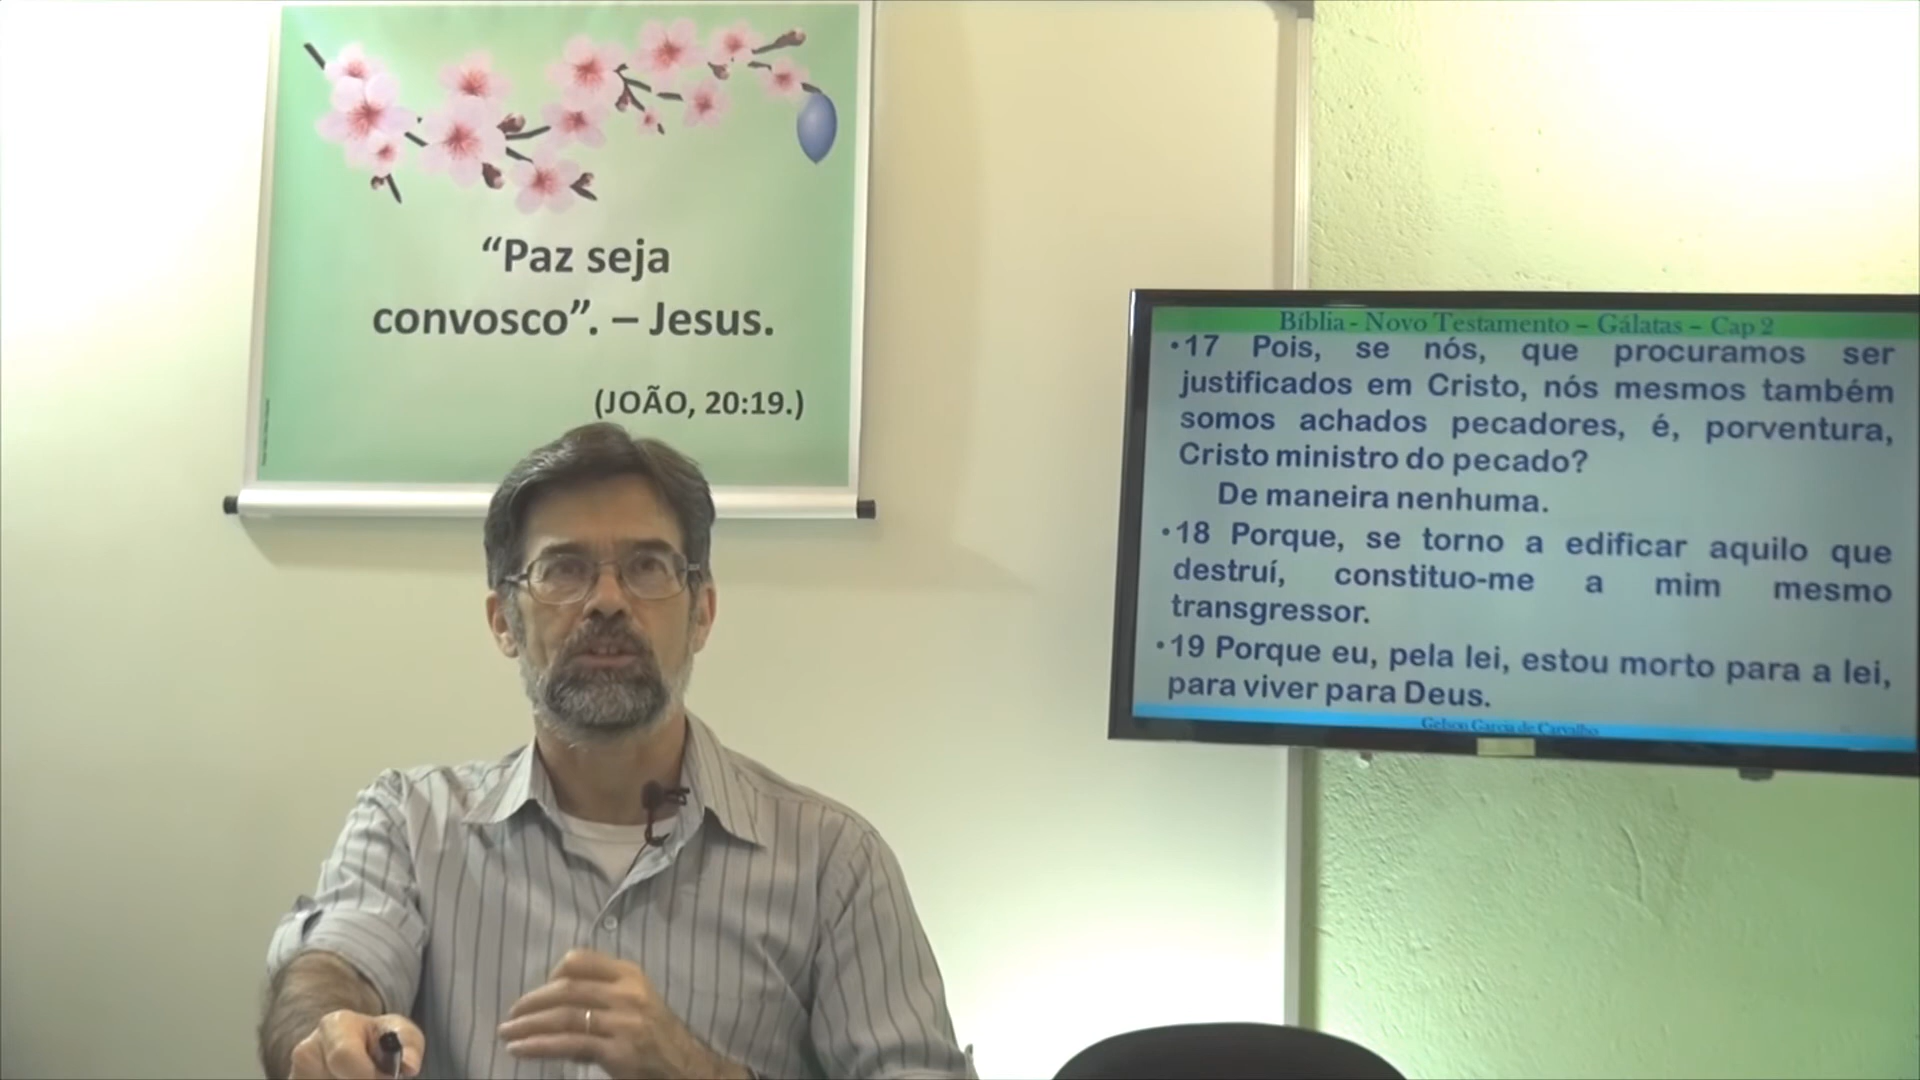 “Paz seja
convosco”. – Jesus.
(JOÃO, 20:19.)
Bíblia - Novo Testamento – Gálatas – Cap 2
•17 Pois, se nós, que procuramos ser
justificados em Cristo, nós mesmos também
somos achados pecadores, é, porventura,
Cristo ministro do pecado?
De maneira nenhuma.
•18 Porque, se torno a edificar aquilo que
destruí, constituo-me a mim mesmo
transgressor.
•19 Porque eu, pela lei, estou morto para a lei,
para viver para Deus.
Gelson Garcia de Carvalho